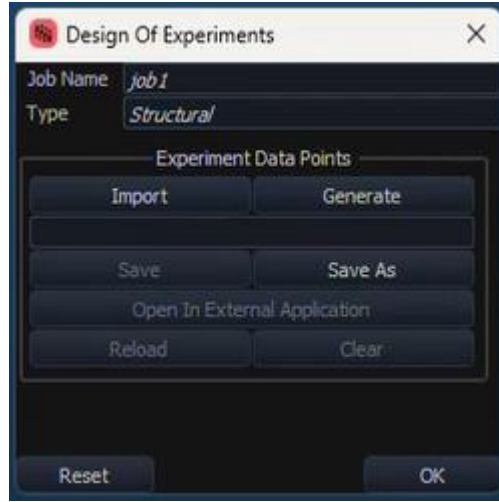 Design Of Experiments
Job Name job1
Type Structural
Experiment Data Points
Import Generate
Save Save As
Open In External Application
Reload Clear
Reset OK